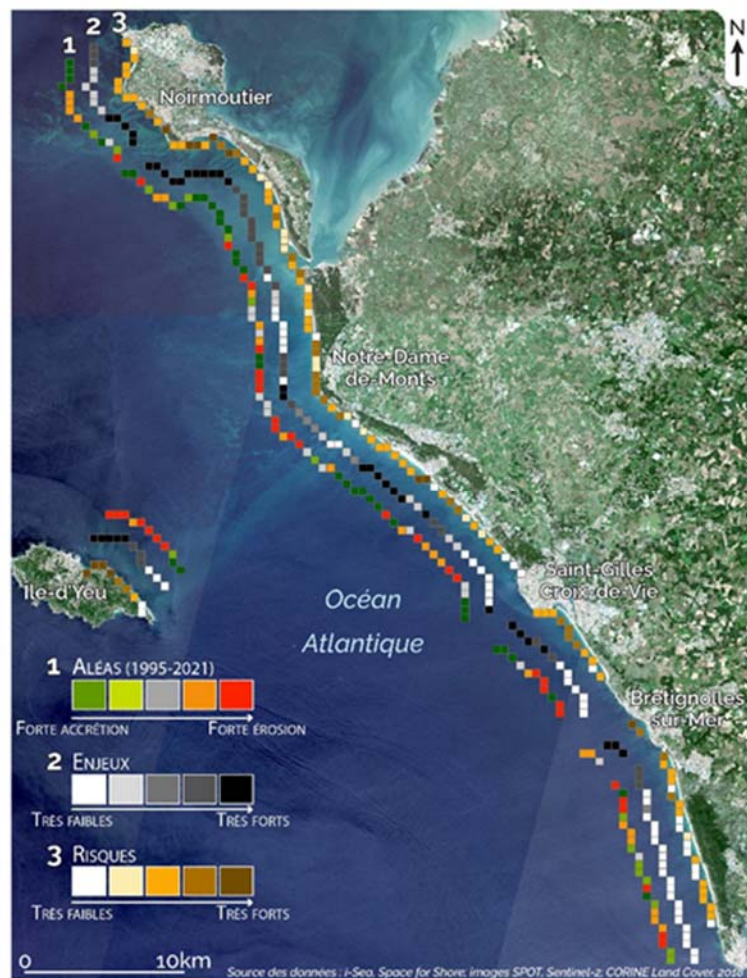 1 2 3
N
Noirmoutier
Notre-Dame
de-Monts
Saint-Gilles
Croix-de-Vie
Ile-d'Yeu
Océan
Atlantique
Brétignolles
sur-Mer
1 ALÉAS (1995-2021)
FORTE ACCRÉTION FORTE ÉROSION
2 ENJEUX
TRÈS FAIBLES TRÈS FORTS
3 RISQUES
TRÈS FAIBLES TRÈS FORTS
0 10km
Source des données : i-Sea, Space for Shore; images SPOT, Sentinel-2; CORINE Land Cover 2018